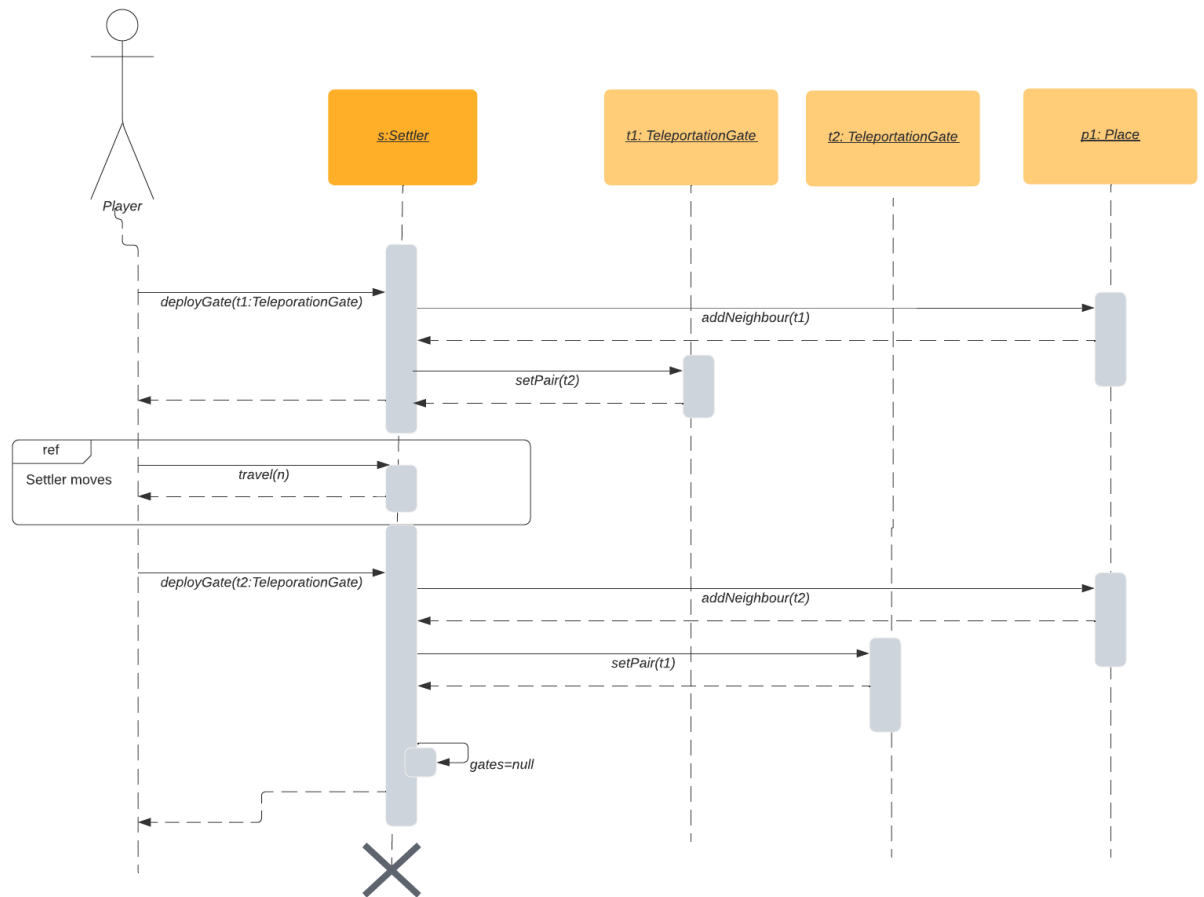 s:Settler
t1: TeleportationGate
t2: TeleportationGate
p1: Place
Player
deployGate(t1:TeleporationGate)
addNeighbour(t1)
setPair(t2)
ref
travel(n)
Settler moves
deployGate(t2:TeleporationGate)
addNeighbour(t2)
setPair(t1)
gates=null